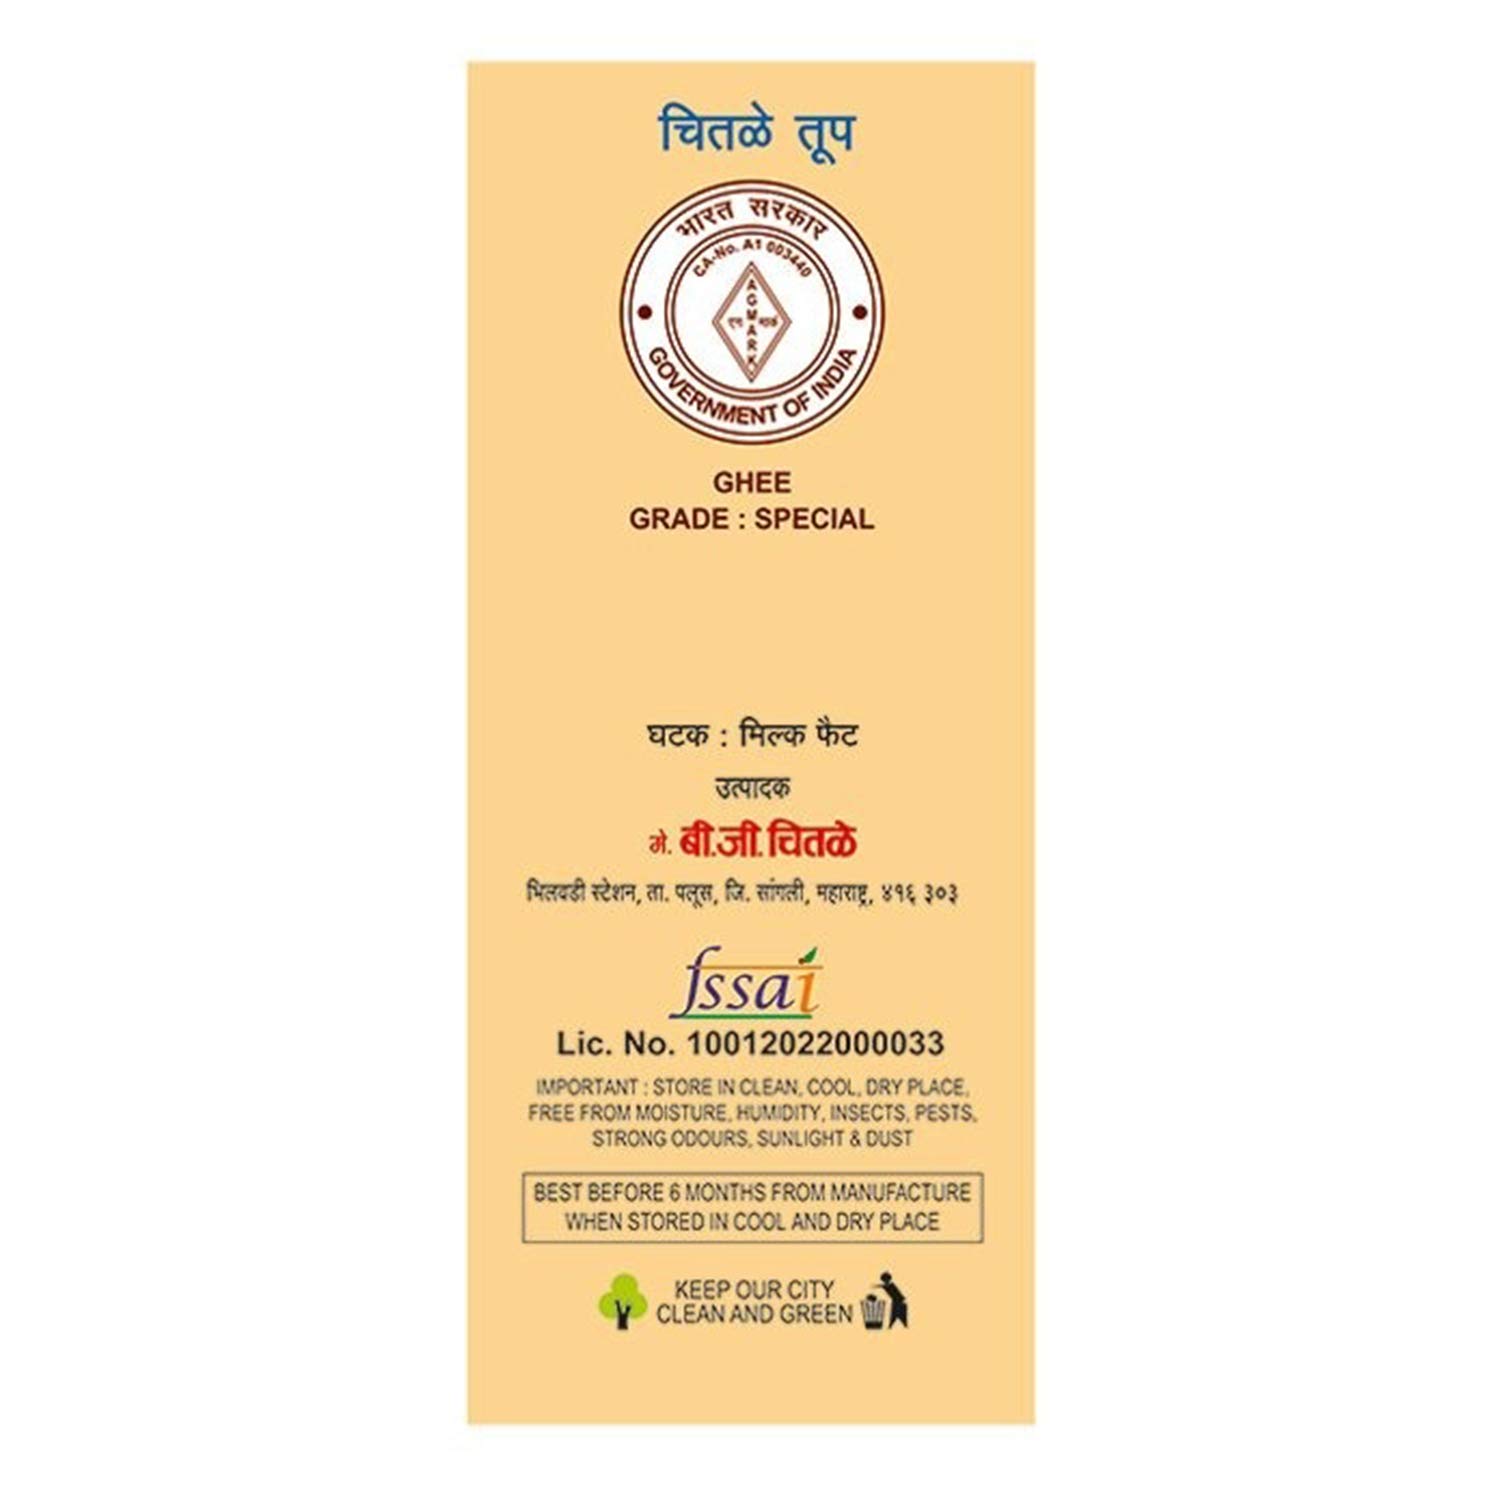 चितळे तूप
भारत सरकार
CA-No. A1 003440
AGMARK
एग मार्क
GOVERNMENT OF INDIA
GHEE
GRADE : SPECIAL
घटक : मिल्क फैट
उत्पादक
मे. बी.जी. चितळे
भिलवडी स्टेशन, ता. पलूस, जि. सांगली, महाराष्ट्र, ४१६ ३०३
fssai
Lic. No. 10012022000033
IMPORTANT : STORE IN CLEAN, COOL, DRY PLACE,
FREE FROM MOISTURE, HUMIDITY, INSECTS, PESTS,
STRONG ODOURS, SUNLIGHT & DUST
BEST BEFORE 6 MONTHS FROM MANUFACTURE
WHEN STORED IN COOL AND DRY PLACE
KEEP OUR CITY
CLEAN AND GREEN